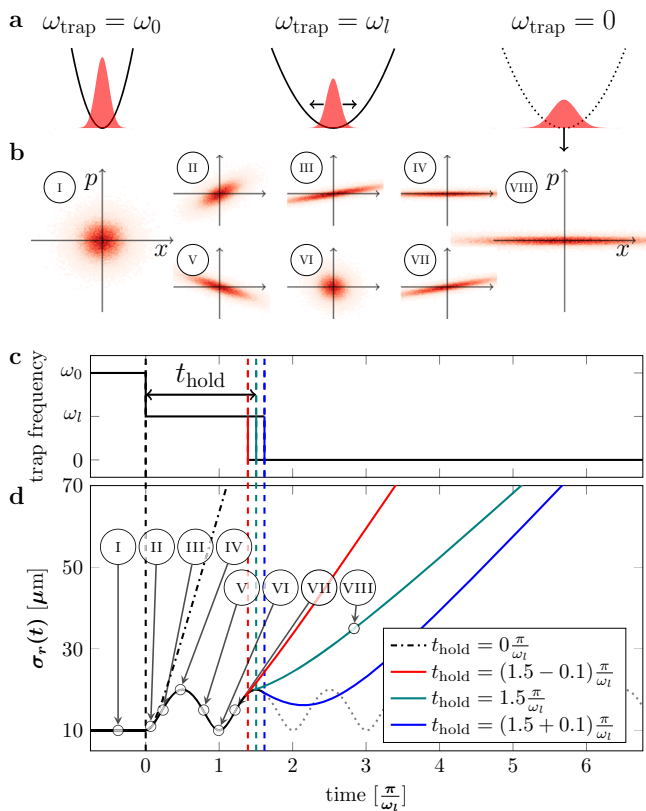 a
ω_trap = ω_0
ω_trap = ω_l
ω_trap = 0
b
I
p
x
II
III
IV
V
VI
VII
VIII
p
x
c
trap frequency
ω_0
ω_l
0
t_hold
d
σ_r(t) [μm]
70
50
30
10
I
II
III
IV
V
VI
VII
VIII
t_hold = 0 π/ω_l
t_hold = (1.5 − 0.1) π/ω_l
t_hold = 1.5 π/ω_l
t_hold = (1.5 + 0.1) π/ω_l
0
1
2
3
4
5
6
time [π/ω_l]